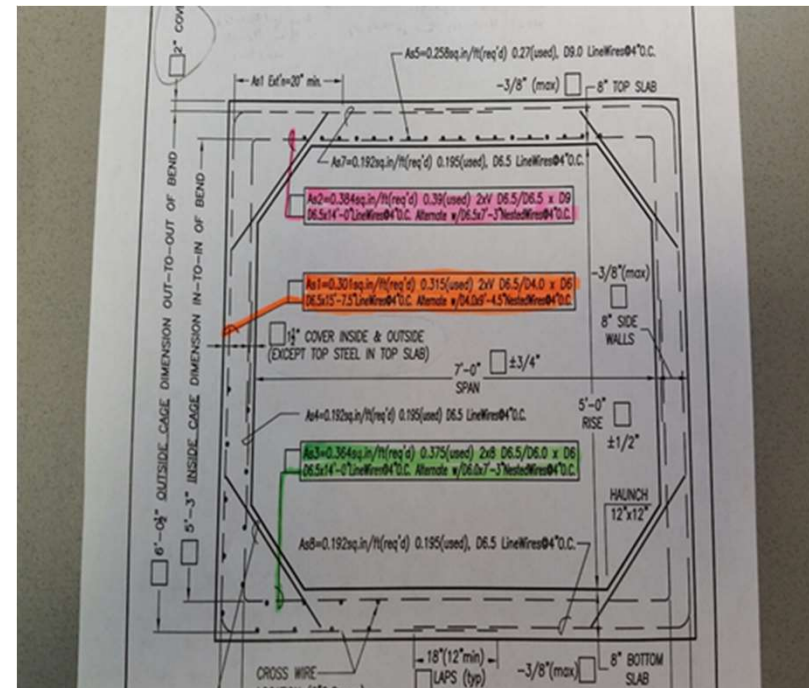 2" COV
As1 Ext'n=20" min.
As5=0.258sq.in/ft(req'd) 0.27(used), D9.0 LineWires@4"O.C.
-3/8" (max)
8" TOP SLAB
As7=0.192sq.in/ft(req'd) 0.195(used), D6.5 LineWires@4"O.C.
As2=0.384sq.in/ft(req'd) 0.39(used) 2xV D6.5/D6.5 x D9
D6.5x14'-0"LineWires@4"O.C. Alternate w/D6.5x7'-3"NestedWires@4"O.C.
As1=0.301sq.in/ft(req'd) 0.315(used) 2xV D6.5/D4.0 x D6
D6.5x15'-7.5"LineWires@4"O.C. Alternate w/D4.0x9'-4.5"NestedWires@4"O.C.
-3/8"(max)
8" SIDE
WALLS
1½" COVER INSIDE & OUTSIDE
(EXCEPT TOP STEEL IN TOP SLAB)
7'-0" ±3/4"
SPAN
As4=0.192sq.in/ft(req'd) 0.195(used) D6.5 LineWires@4"O.C.
5'-0"
RISE
±1/2"
As3=0.364sq.in/ft(req'd) 0.375(used) 2x8 D6.5/D6.0 x D6
D6.5x14'-0"LineWires@4"O.C. Alternate w/D6.0x7'-3"NestedWires@4"O.C.
HAUNCH
12"x12"
As8=0.192sq.in/ft(req'd) 0.195(used), D6.5 LineWires@4"O.C.
6'-0½" OUTSIDE CAGE DIMENSION OUT-TO-OUT OF BEND
5'-3" INSIDE CAGE DIMENSION IN-TO-IN OF BEND
CROSS WIRE
18"(12"min)
LAPS (typ)
-3/8"(max)
8" BOTTOM
SLAB